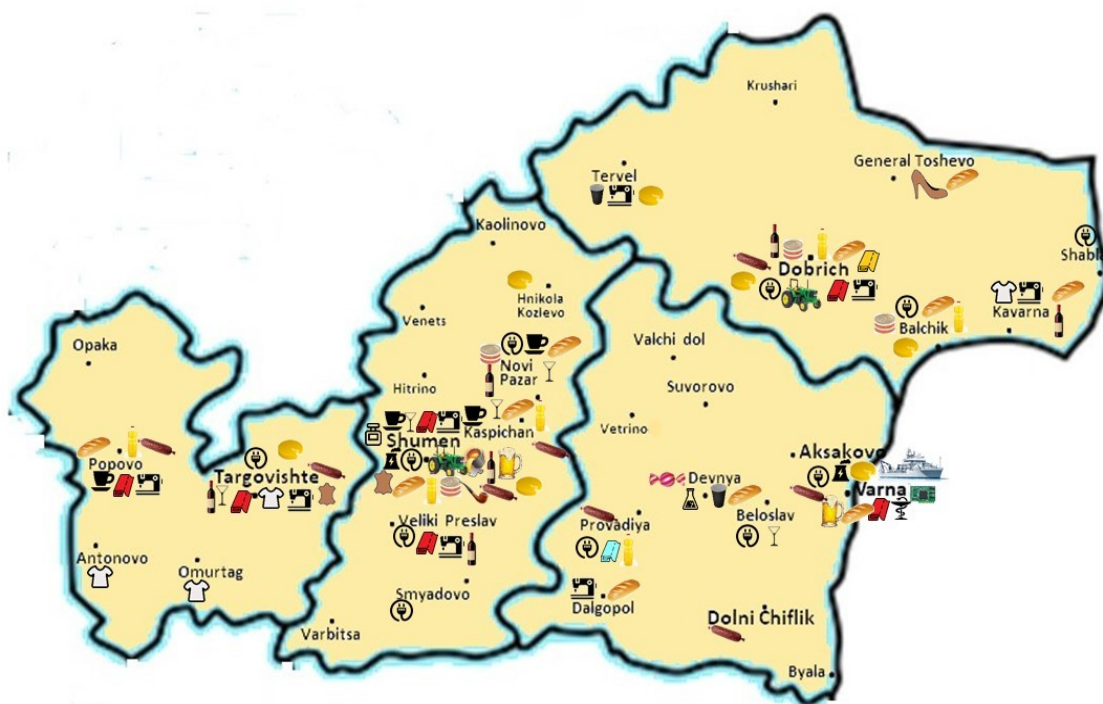 Krushari
General Toshevo
Tervel
Kaolinovo
Dobrich
Shabla
Hnikola
Kozlevo
Venets
Kavarna
Balchik
Opaka
Valchi dol
Novi
Pazar
Hitrino
Suvorovo
Vetrino
Kaspichan
Shumen
Aksakovo
Popovo
Targovishte
Devnya
Varna
Beloslav
Veliki Preslav
Provadiya
Antonovo
Omurtag
Smyadovo
Dalgopol
Dolni Chiflik
Varbitsa
Byala